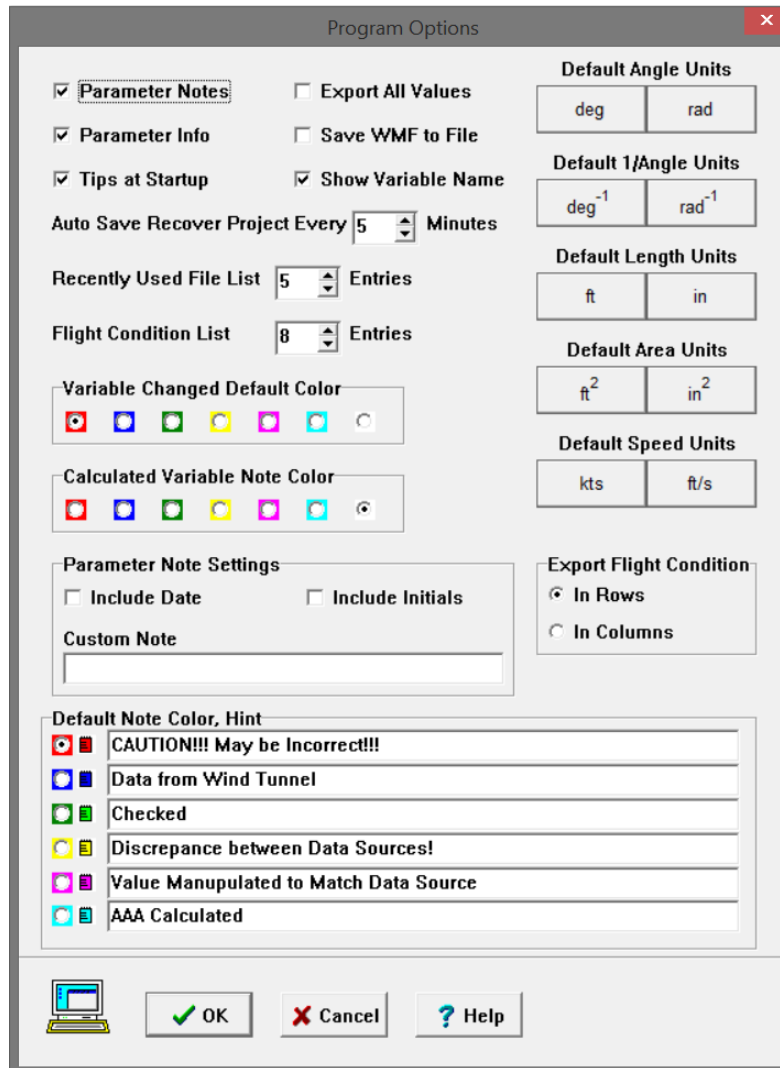 Program Options
Parameter Notes
Export All Values
Parameter Info
Save WMF to File
Tips at Startup
Show Variable Name
Auto Save Recover Project Every 5 Minutes
Recently Used File List 5 Entries
Flight Condition List 8 Entries
Variable Changed Default Color
Calculated Variable Note Color
Default Angle Units
deg rad
Default 1/Angle Units
deg⁻¹ rad⁻¹
Default Length Units
ft in
Default Area Units
ft² in²
Default Speed Units
kts ft/s
Parameter Note Settings
Include Date Include Initials
Custom Note
Export Flight Condition
In Rows
In Columns
Default Note Color, Hint
CAUTION!!! May be Incorrect!!!
Data from Wind Tunnel
Checked
Discrepance between Data Sources!
Value Manupulated to Match Data Source
AAA Calculated
OK Cancel ? Help